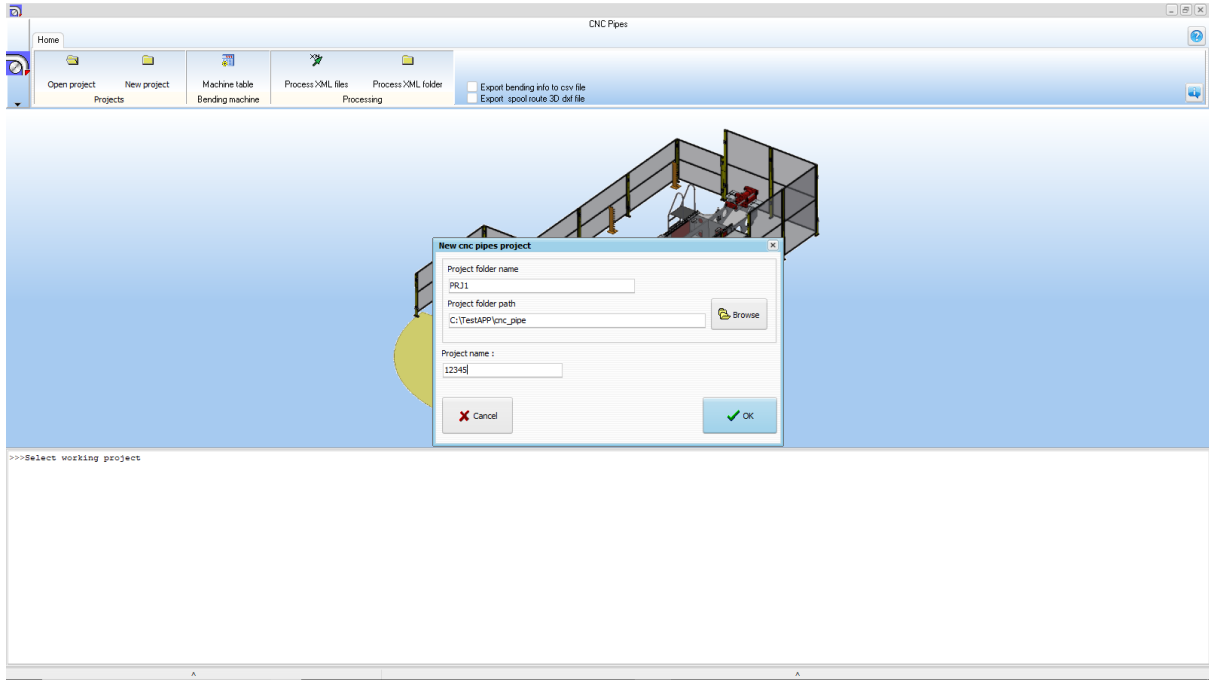 CNC Pipes
Home
Open project New project Machine table Process XML files Process XML folder
Projects Bending machine Processing
Export bending info to csv file
Export spool route 3D dxf file
New cnc pipes project
Project folder name
PRJ1
Project folder path
C:\TestAPP\cnc_pipe
Browse
Project name :
12345
Cancel OK
>>>Select working project